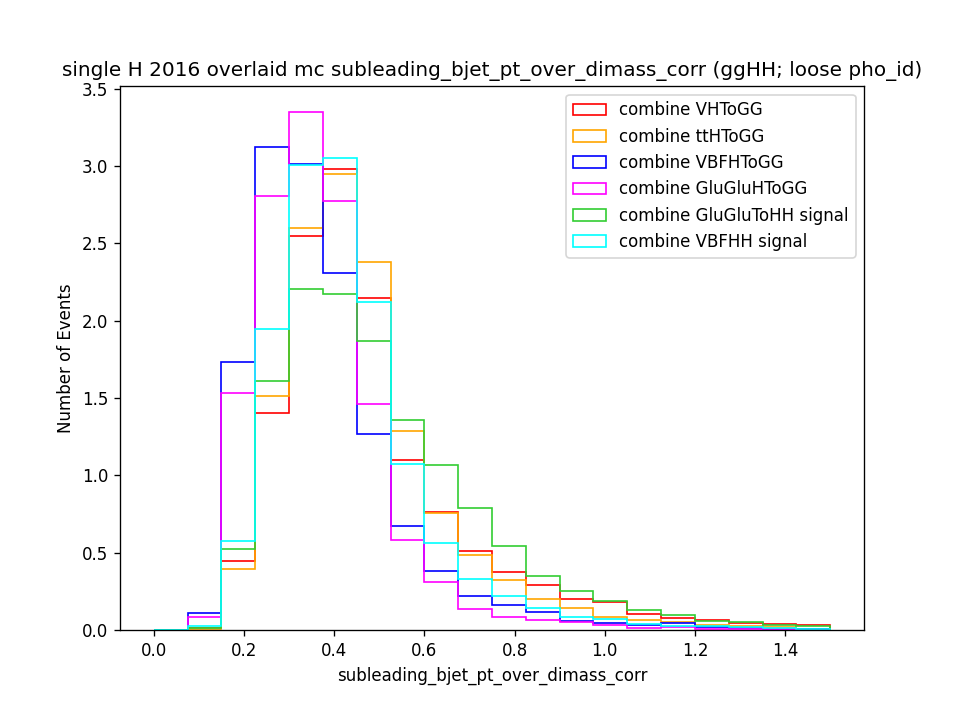 single H 2016 overlaid mc subleading_bjet_pt_over_dimass_corr (ggHH; loose pho_id)
combine VHToGG
combine ttHToGG
combine VBFHToGG
combine GluGluHToGG
combine GluGluToHH signal
combine VBFHH signal
Number of Events
3.5
3.0
2.5
2.0
1.5
1.0
0.5
0.0
0.0 0.2 0.4 0.6 0.8 1.0 1.2 1.4
subleading_bjet_pt_over_dimass_corr